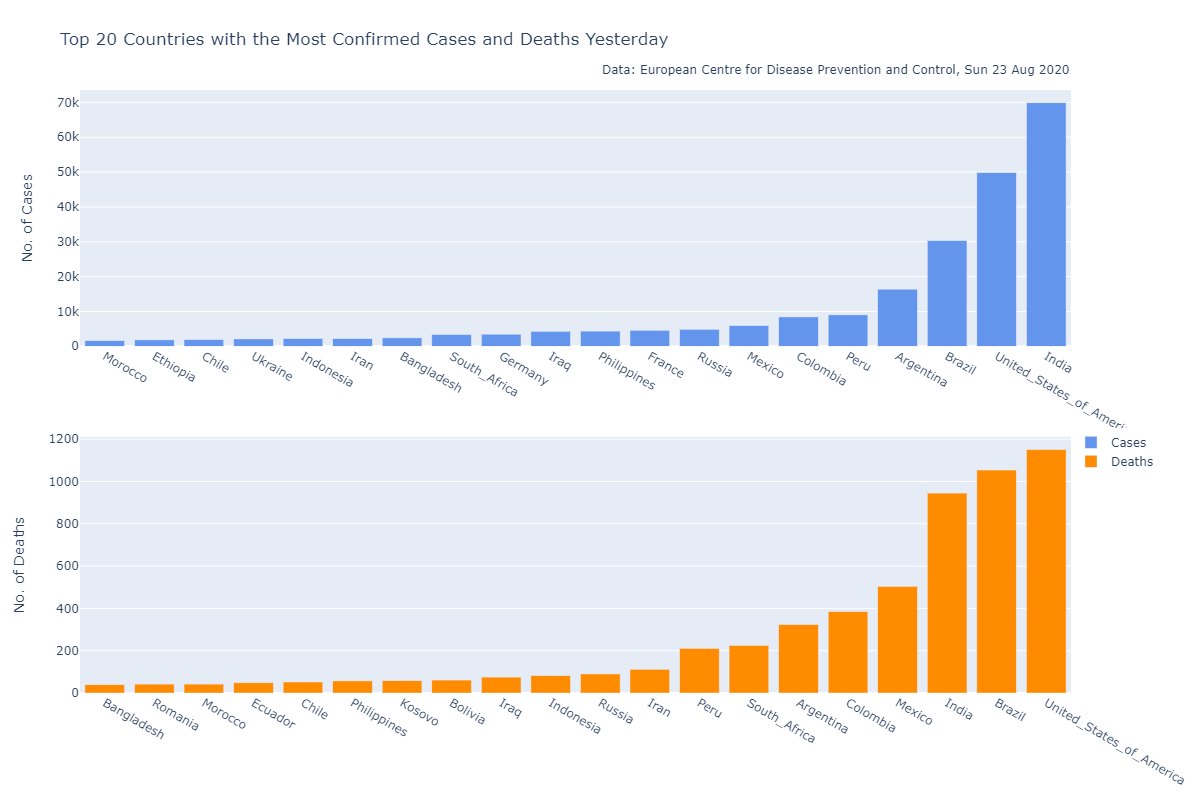 Top 20 Countries with the Most Confirmed Cases and Deaths Yesterday
Data: European Centre for Disease Prevention and Control, Sun 23 Aug 2020
No. of Cases
70k
60k
50k
40k
30k
20k
10k
0
Morocco
Ethiopia
Chile
Ukraine
Indonesia
Iran
Bangladesh
South_Africa
Germany
Iraq
Philippines
France
Russia
Mexico
Colombia
Peru
Argentina
Brazil
United_States_of_Ameri
India
Cases
Deaths
No. of Deaths
1200
1000
800
600
400
200
0
Bangladesh
Romania
Morocco
Ecuador
Chile
Philippines
Kosovo
Bolivia
Iraq
Indonesia
Russia
Iran
Peru
South_Africa
Argentina
Colombia
Mexico
India
Brazil
United_States_of_America